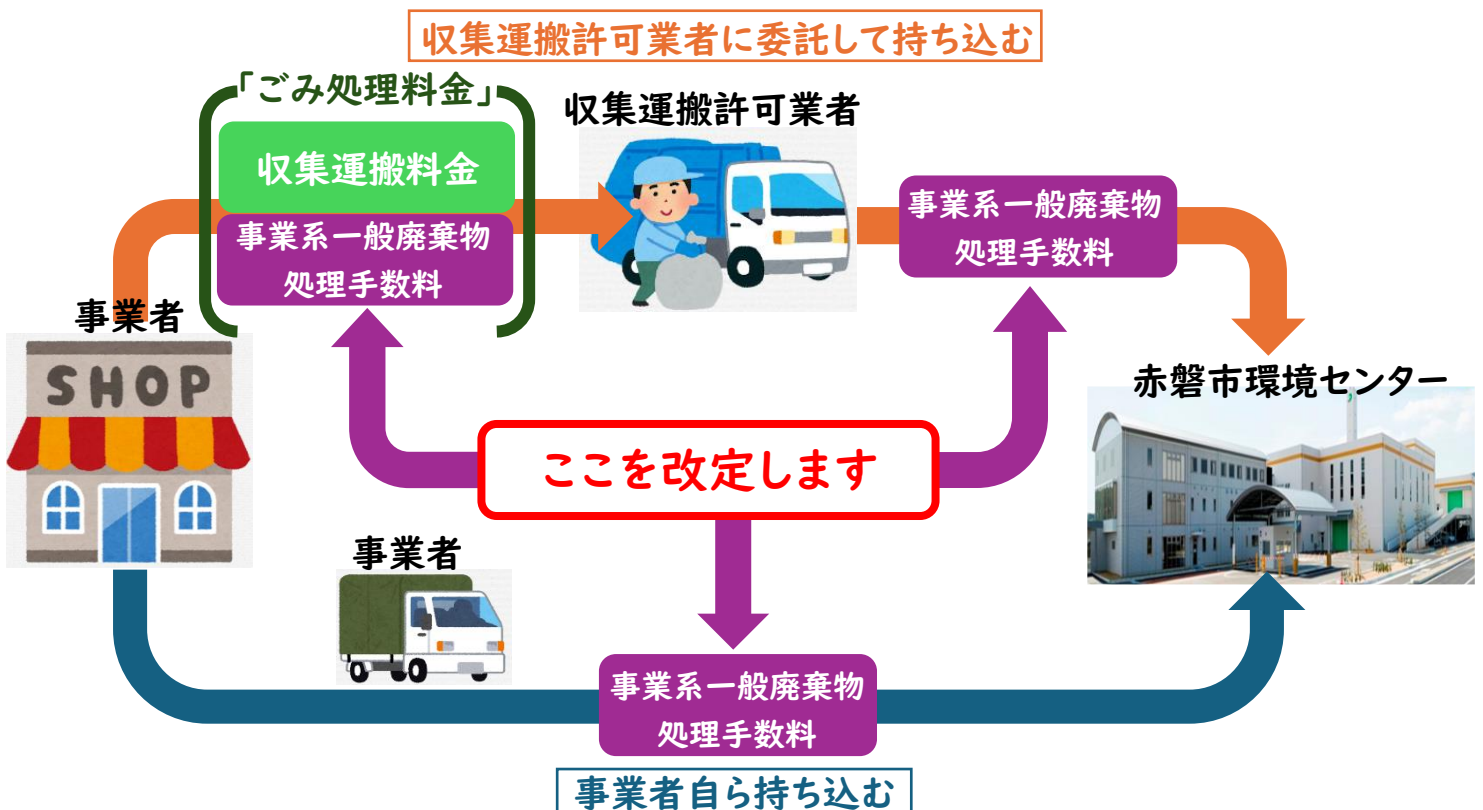 収集運搬許可業者に委託して持ち込む
「ごみ処理料金」
収集運搬料金
事業系一般廃棄物
処理手数料
収集運搬許可業者
事業系一般廃棄物
処理手数料
事業者
SHOP
赤磐市環境センター
ここを改定します
事業者
事業系一般廃棄物
処理手数料
事業者自ら持ち込む